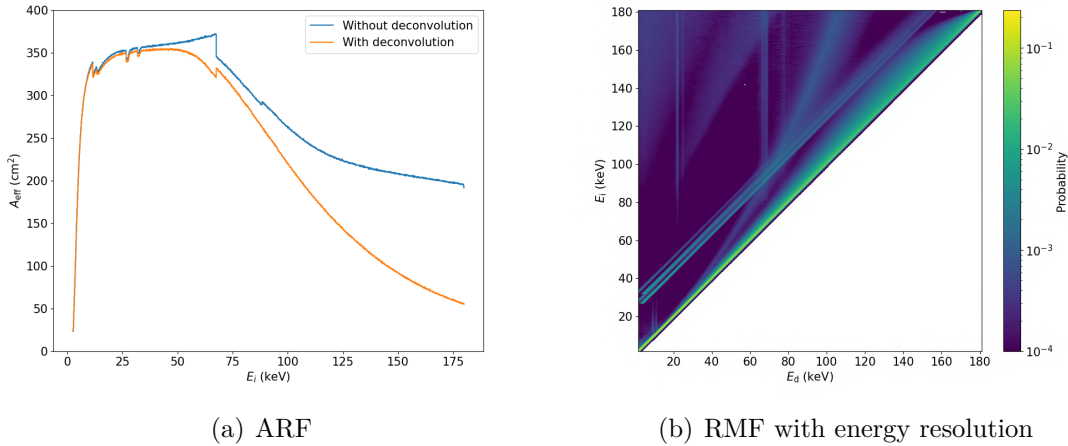 400
350
300
250
200
150
100
50
0
A_eff (cm²)
Without deconvolution
With deconvolution
0 25 50 75 100 125 150 175
E_i (keV)
(a) ARF
180
160
140
120
100
80
60
40
20
E_i (keV)
20 40 60 80 100 120 140 160 180
E_d (keV)
10⁻¹
10⁻²
10⁻³
10⁻⁴
Probability
(b) RMF with energy resolution